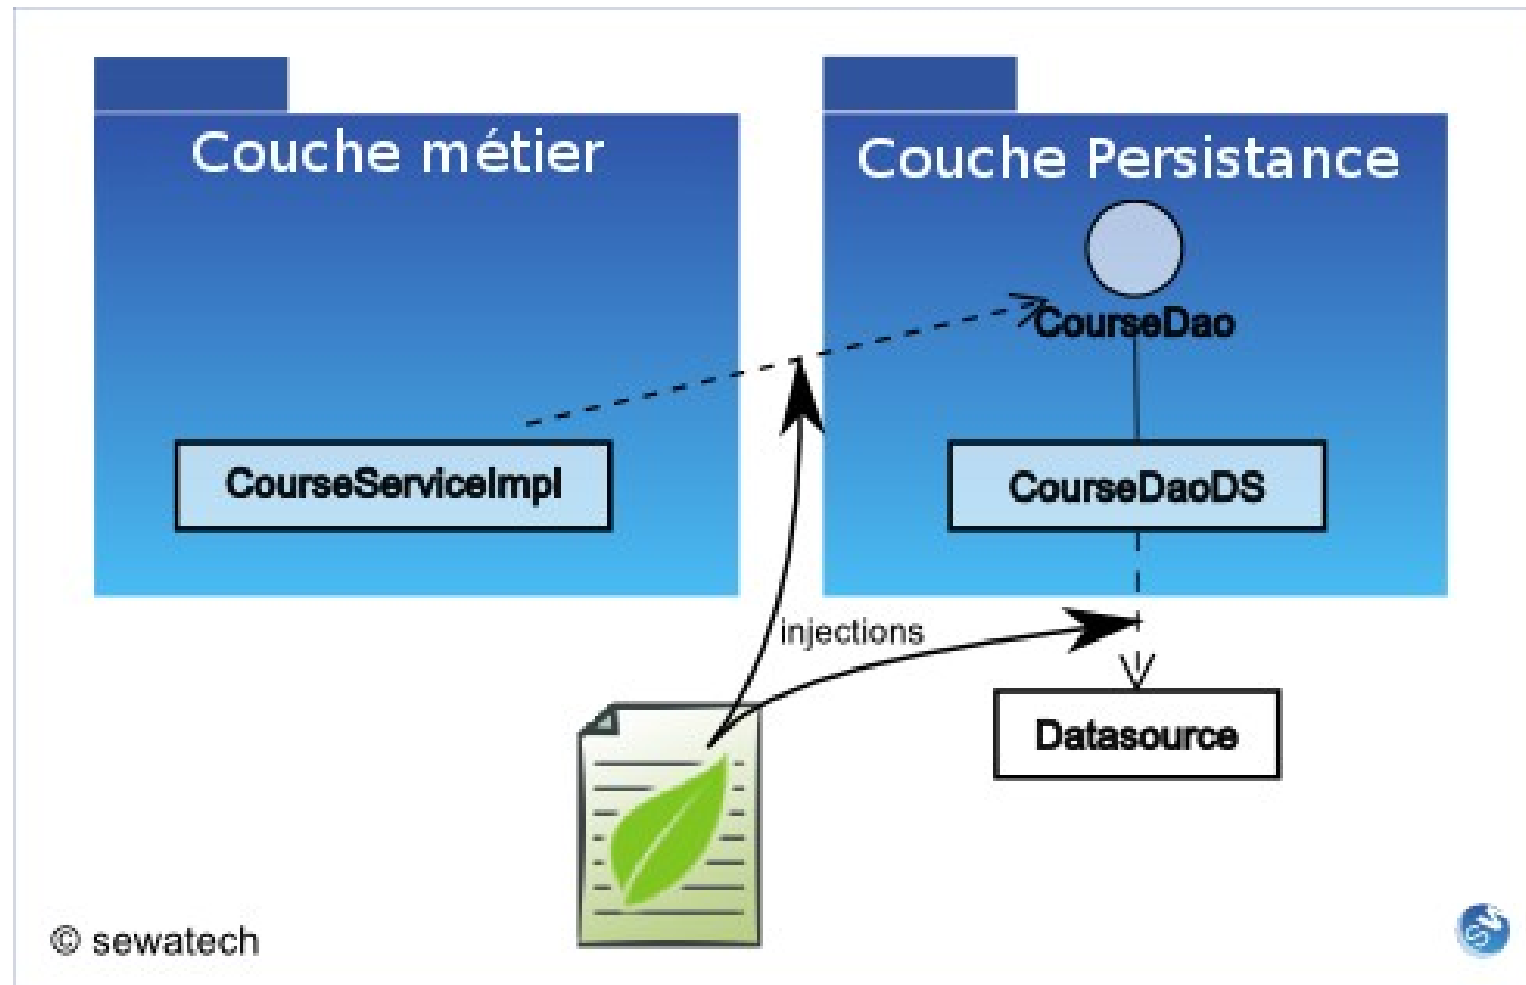 Couche métier
Couche Persistance
CourseDao
CourseServiceImpl
CourseDaoDS
injections
Datasource
© sewatech